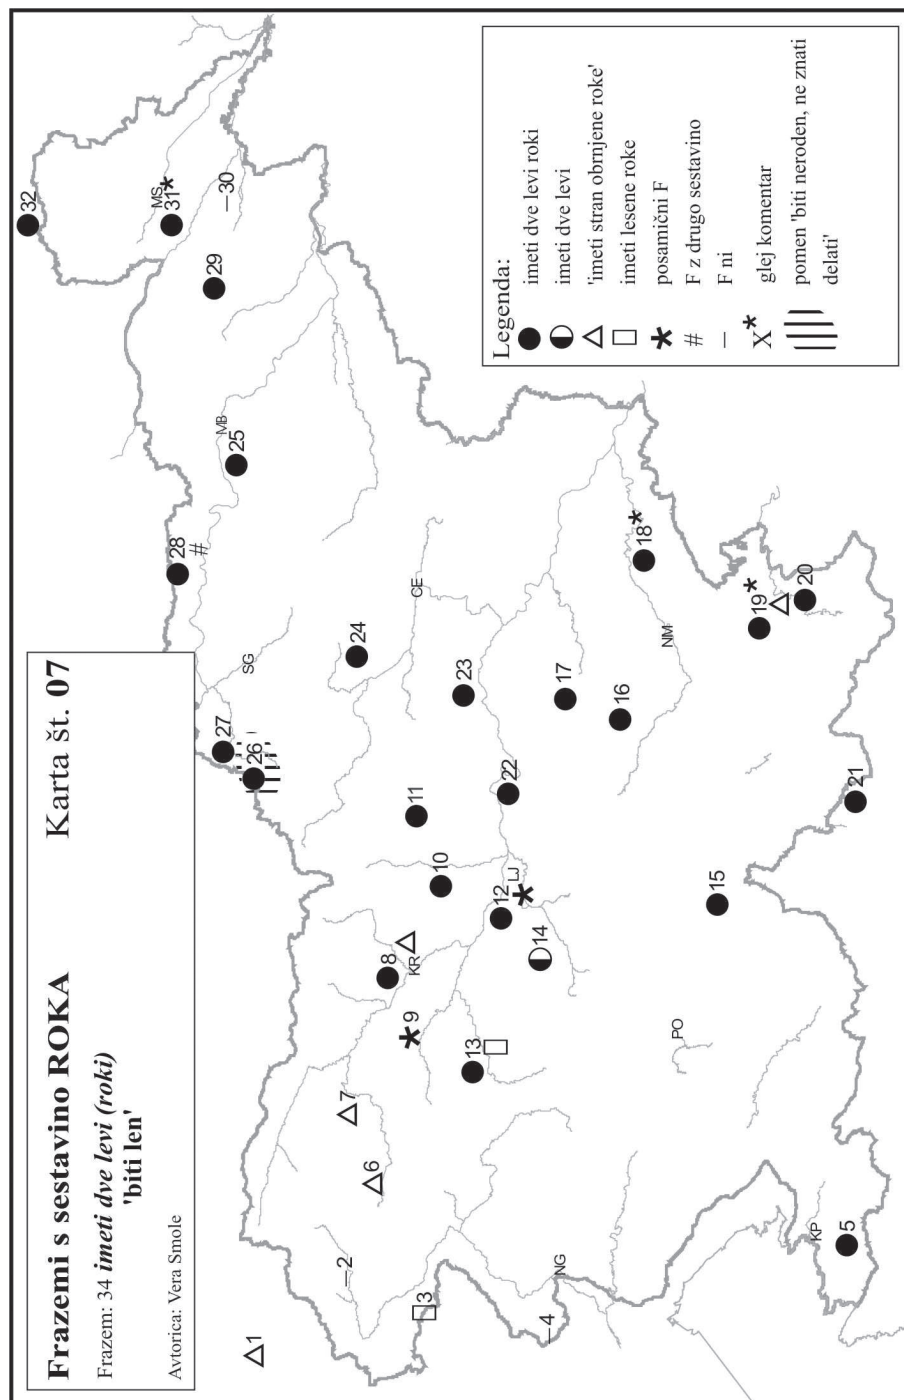 Frazemi s sestavino ROKA Karta št. 07
Frazem: 34 imeti dve levi (roki)
'biti len'
Avtorica: Vera Smole
Legenda:
imeti dve levi roki
imeti dve levi
'imeti stran obrnjene roke'
imeti lesene roke
posamični F
# F z drugo sestavino
– F ni
X* glej komentar
pomen 'biti neroden, ne znati
delati'
1
–2
3
–4
NG
KP
5
6
7
8
KR
*9
10
11
12
LJ
*
13
14
PO
15
16
17
18*
NM
19*
20
21
22
23
24
CE
SG
25
MB
26
27
28
#
29
–30
MS
31*
32